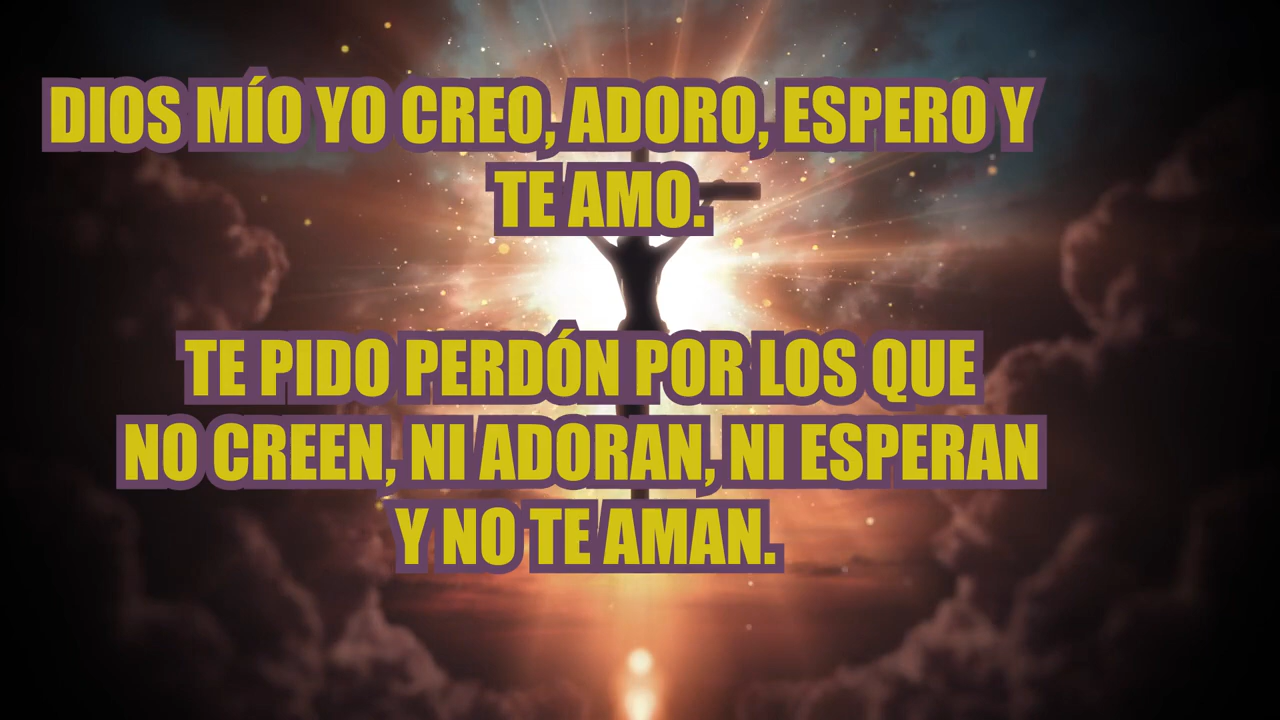 DIOS MÍO YO CREO, ADORO, ESPERO Y
TE AMO.
TE PIDO PERDÓN POR LOS QUE
NO CREEN, NI ADORAN, NI ESPERAN
Y NO TE AMAN.